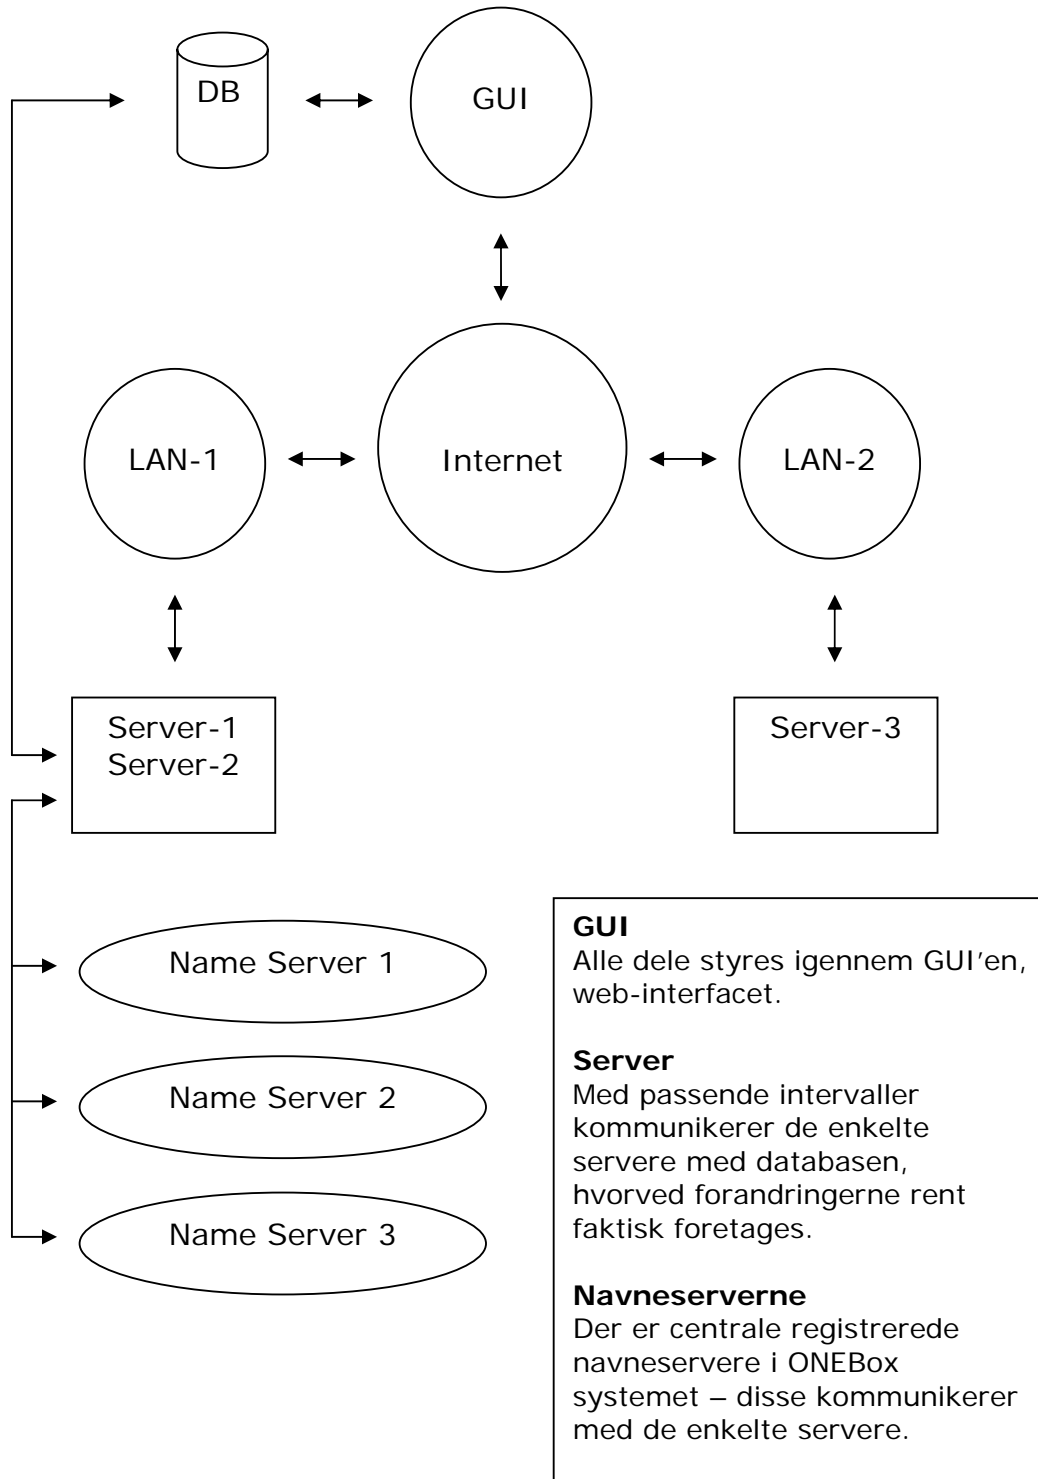 DB
GUI
LAN-1
Internet
LAN-2
Server-1
Server-2
Server-3
Name Server 1
Name Server 2
Name Server 3
GUI
Alle dele styres igennem GUI’en,
web-interfacet.
Server
Med passende intervaller
kommunikerer de enkelte
servere med databasen,
hvorved forandringerne rent
faktisk foretages.
Navneserverne
Der er centrale registrerede
navneservere i ONEBox
systemet – disse kommunikerer
med de enkelte servere.